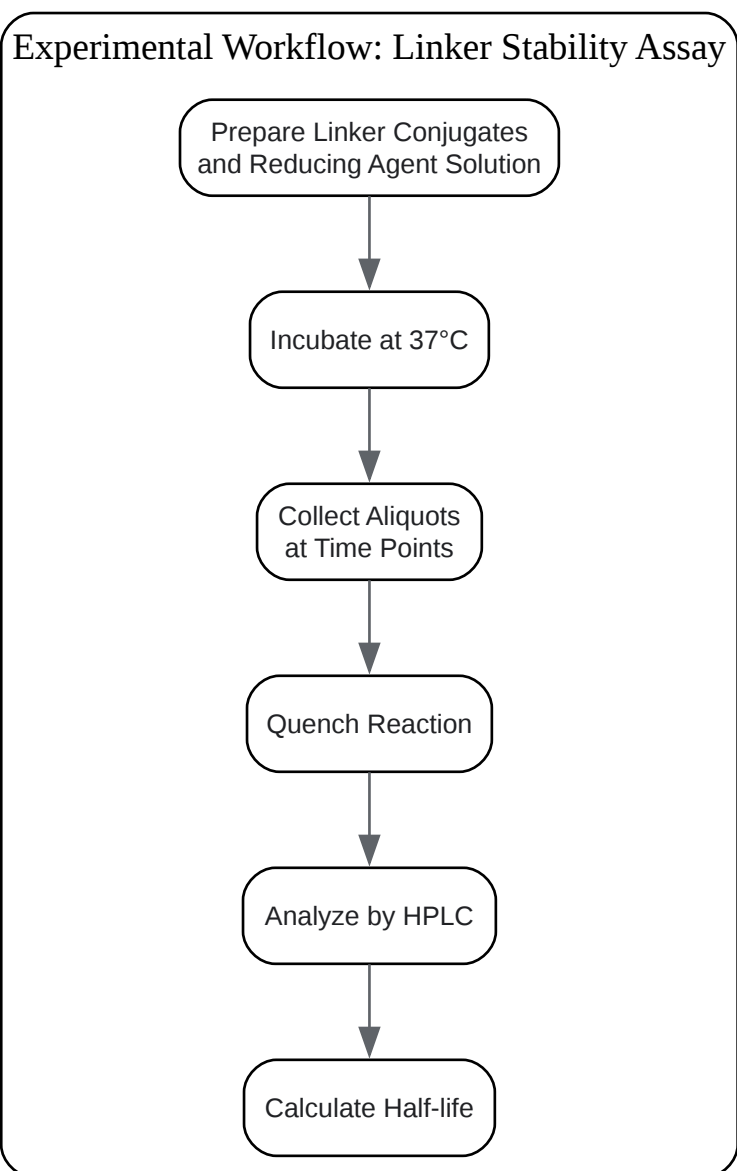 Experimental Workflow: Linker Stability Assay
Prepare Linker Conjugates
and Reducing Agent Solution
Incubate at 37°C
Collect Aliquots
at Time Points
Quench Reaction
Analyze by HPLC
Calculate Half-life